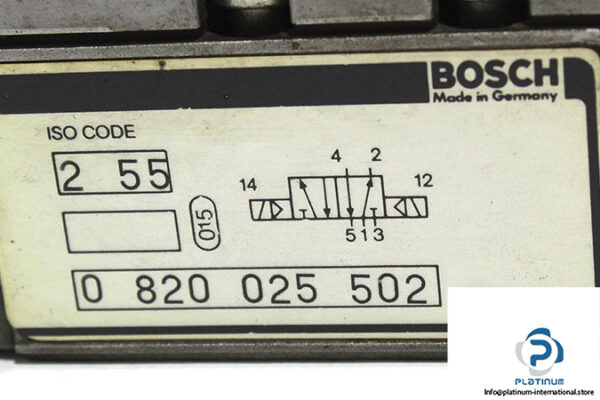 BOSCH
Made in Germany
ISO CODE
2 55
4 2
14 12
015
5 1 3
0 820 025 502
PLATINUM
Info@platinum-international.store